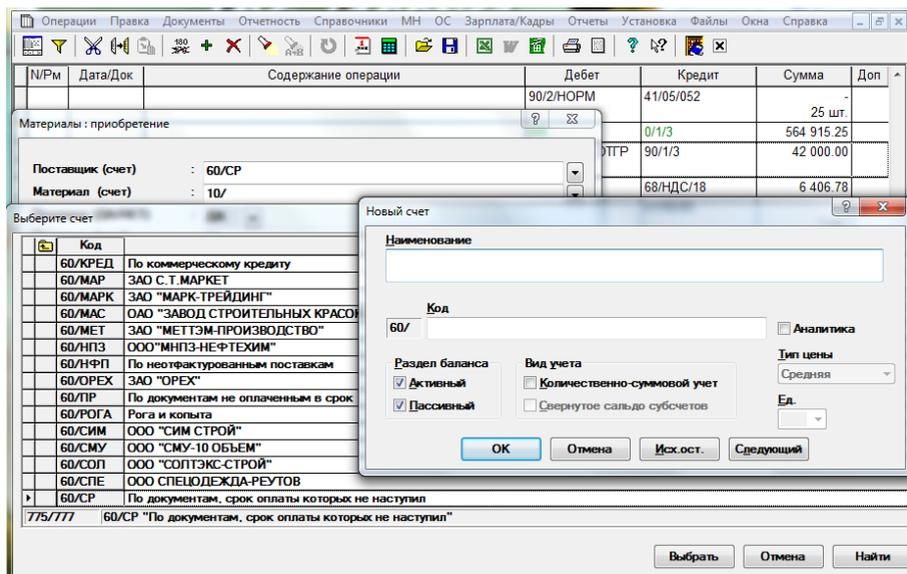 Операции Правка Документы Отчетность Справочники МН ОС Зарплата/Кадры Отчеты Установка Файлы Окна Справка
N/Рм Дата/Док Содержание операции Дебет Кредит Сумма Доп
90/2/НОРМ 41/05/052 -
25 шт.
0/1/3 564 915.25
ОТГР 90/1/3 42 000.00
68/НДС/18 6 406.78
Материалы : приобретение
Поставщик (счет) : 60/СР
Материал (счет) : 10/
Выберите счет
Код
60/КРЕД По коммерческому кредиту
60/МАР ЗАО С.Т.МАРКЕТ
60/МАРК ЗАО "МАРК-ТРЕЙДИНГ"
60/МАС ОАО "ЗАВОД СТРОИТЕЛЬНЫХ КРАСОК
60/МЕТ ЗАО "МЕТТЭМ-ПРОИЗВОДСТВО"
60/НПЗ ООО"МНПЗ-НЕФТЕХИМ"
60/НФП По неотфактурованным поставкам
60/OPEX ЗАО "OPEX"
60/ПР По документам не оплаченным в срок
60/РОГА Рога и копыта
60/СИМ ООО "СИМ СТРОЙ"
60/СМУ ООО "СМУ-10 ОБЪЕМ"
60/СОЛ ООО "СОЛТЭКС-СТРОЙ"
60/СПЕ ООО СПЕЦОДЕЖДА-РЕУТОВ
60/СР По документам, срок оплаты которых не наступил
775/777 60/СР "По документам, срок оплаты которых не наступил"
Выбрать Отмена Найти
Новый счет
Наименование
Код
60/ Аналитика
Раздел баланса Вид учета Тип цены
Активный Количественно-суммовой учет Средняя
Пассивный Свернутое сальдо субсчетов Ед.
OK Отмена Исх.ост. Следующий